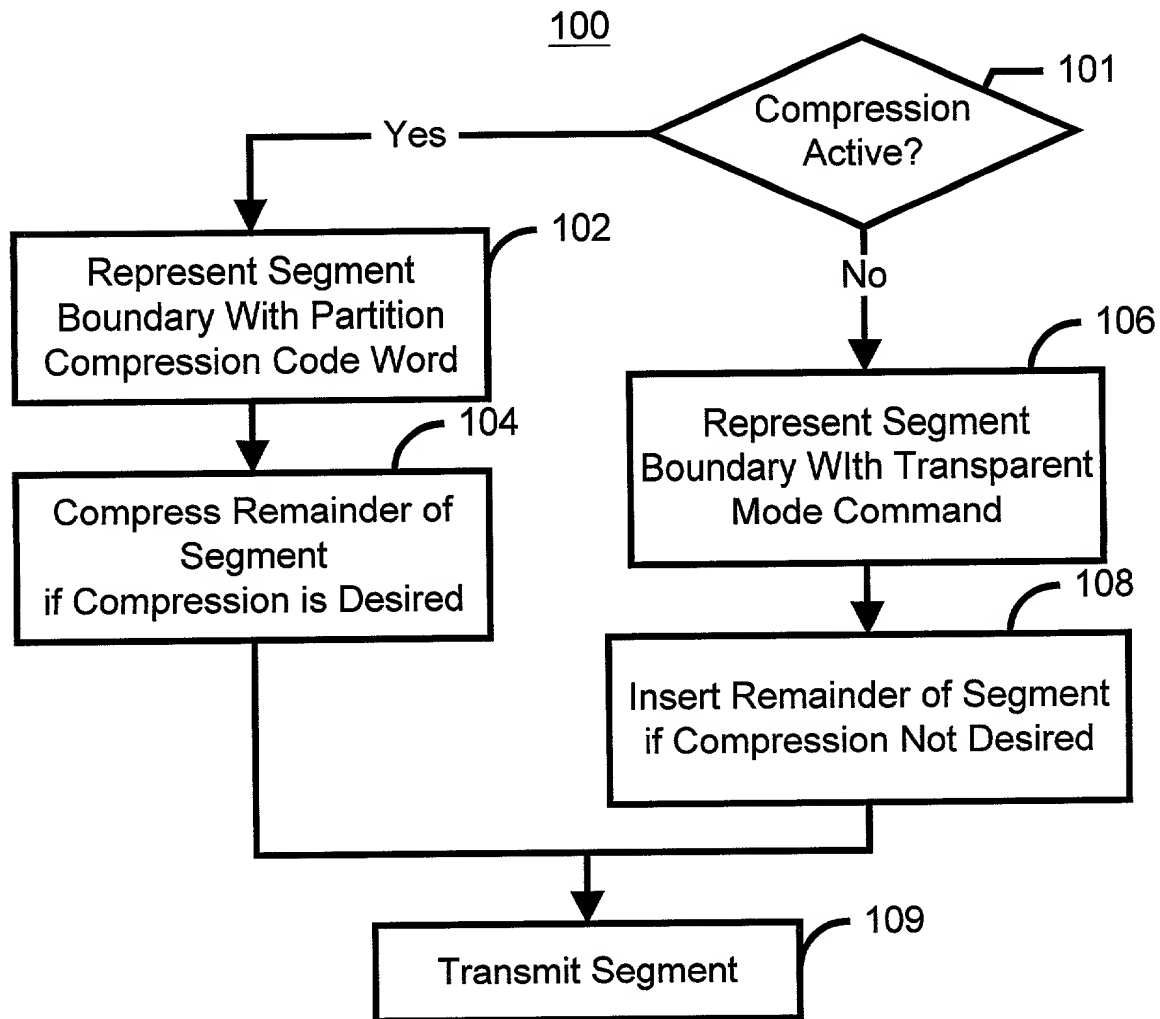 100
101
Compression
Active?
Yes
No
102
Represent Segment
Boundary With Partition
Compression Code Word
104
Compress Remainder of
Segment
if Compression is Desired
106
Represent Segment
Boundary WIth Transparent
Mode Command
108
Insert Remainder of Segment
if Compression Not Desired
109
Transmit Segment